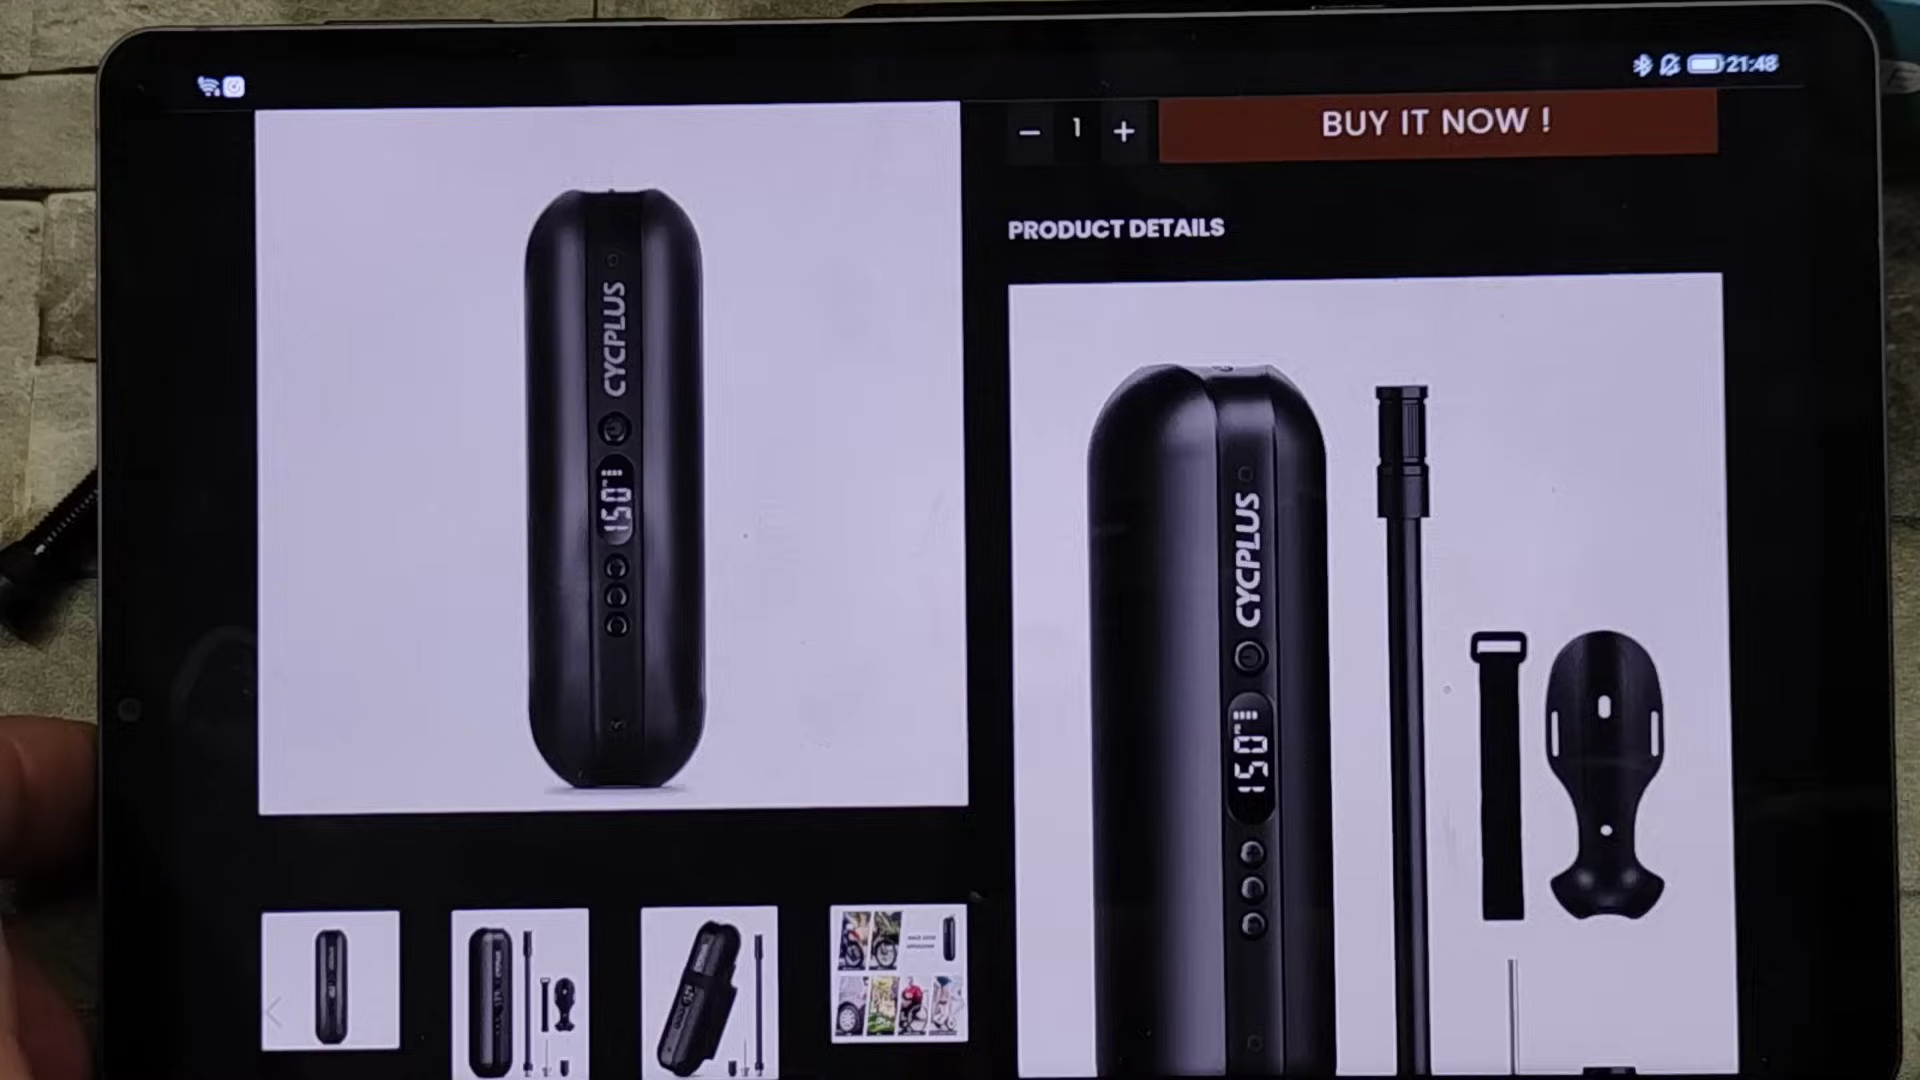 21:48
1
BUY IT NOW !
PRODUCT DETAILS
CYCPLUS
150
CYCPLUS
150